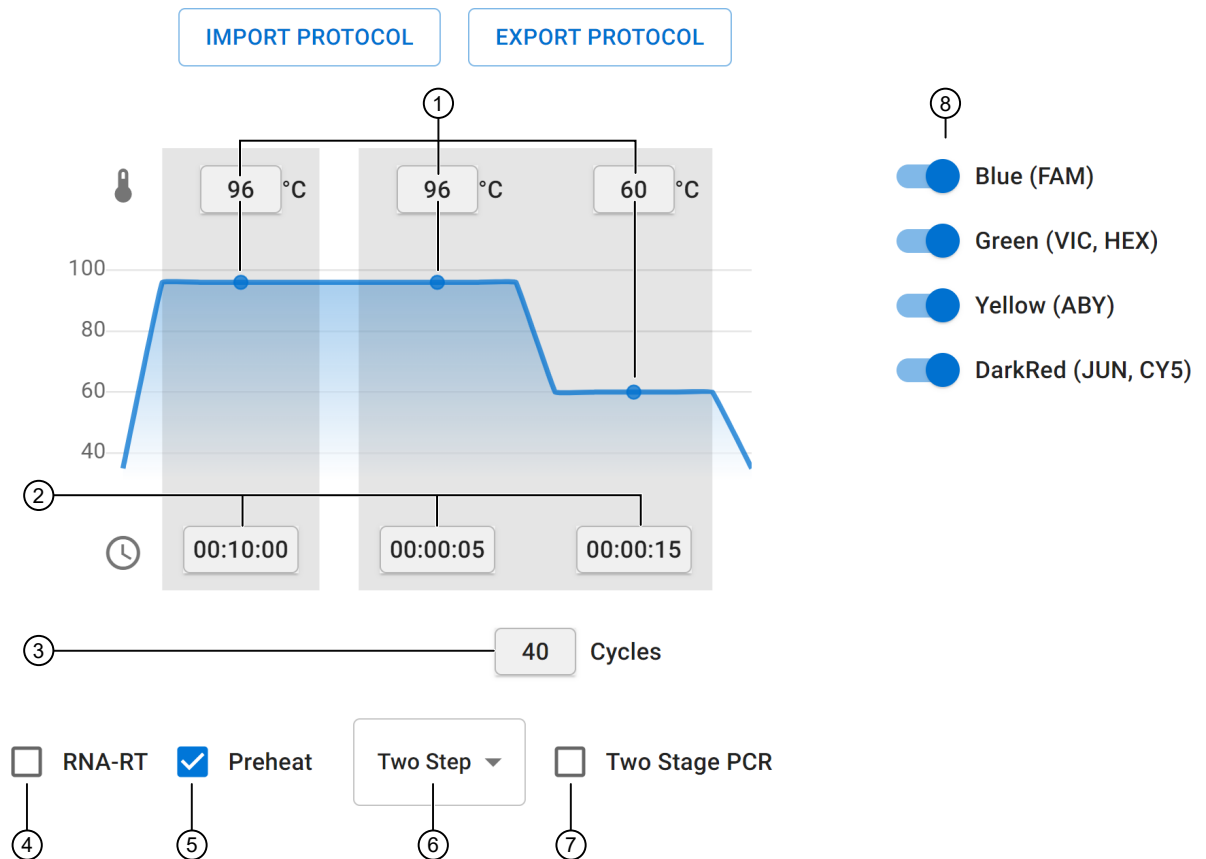 IMPORT PROTOCOL EXPORT PROTOCOL
1 8
96 °C 96 °C 60 °C
Blue (FAM)
Green (VIC, HEX)
Yellow (ABY)
DarkRed (JUN, CY5)
100
80
60
40
2
00:10:00 00:00:05 00:00:15
3 40 Cycles
RNA-RT Preheat Two Step Two Stage PCR
4 5 6 7